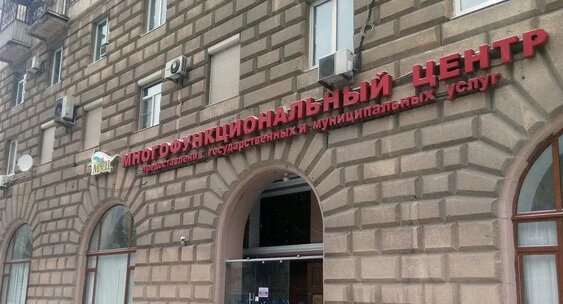 МНОГОФУНКЦИОНАЛЬНЫЙ ЦЕНТР
предоставления государственных и муниципальных услуг